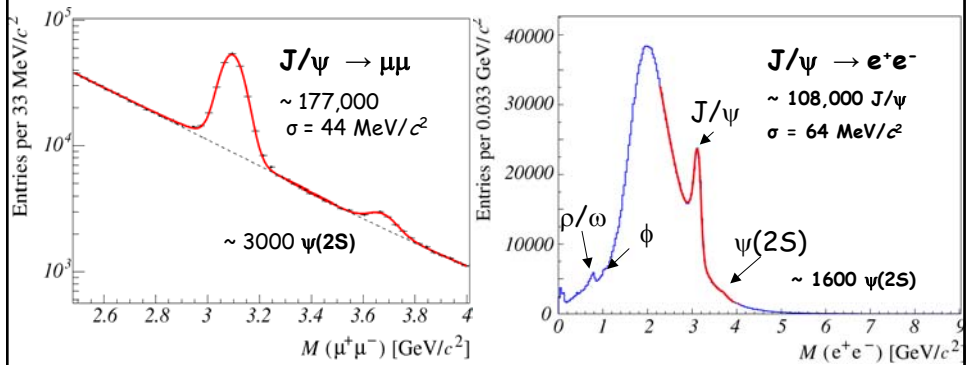 Entries per 33 MeV/c²
10⁵
10⁴
10³
2.6 2.8 3 3.2 3.4 3.6 3.8 4
M (μ⁺μ⁻) [GeV/c²]
J/ψ → μμ
~ 177,000
σ = 44 MeV/c²
~ 3000 ψ(2S)
Entries per 0.033 GeV/c²
40000
30000
20000
10000
0
0 1 2 3 4 5 6 7 8 9
M (e⁺e⁻) [GeV/c²]
J/ψ → e⁺e⁻
~ 108,000 J/ψ
σ = 64 MeV/c²
J/ψ
ρ/ω
ϕ
ψ(2S)
~ 1600 ψ(2S)